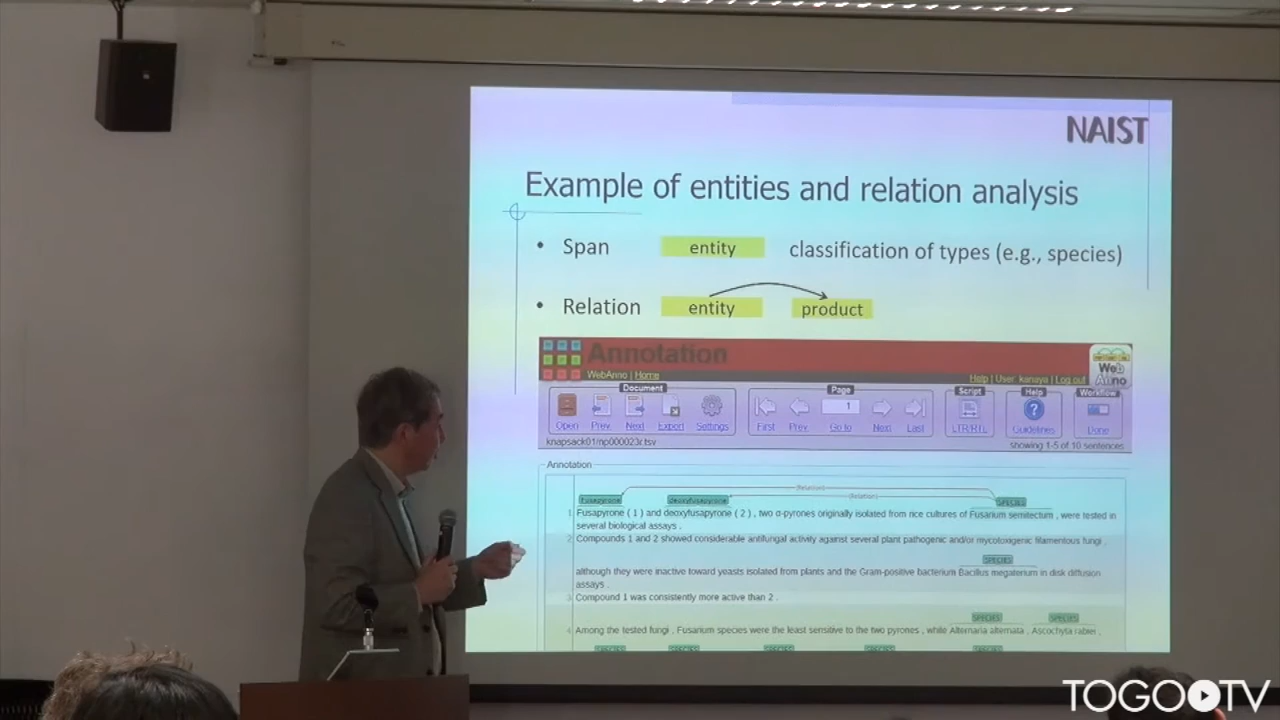 NAIST
Example of entities and relation analysis
• Span entity classification of types (e.g., species)
• Relation entity product
Annotation
WebAnno | Home
Help | User: kanaya | Log out
Web Anno
Document Page Script Help Workflow
1
Open Prev. Next Export Settings First Prev. Go to Next Last LTR/RTL Guidelines Done
knapsack01/np000023r.tsv
showing 1-5 of 10 sentences
Annotation
(Relation)
(Relation)
Fusapyrone deoxyfusapyrone SPECIES
1 Fusapyrone ( 1 ) and deoxyfusapyrone ( 2 ) , two α-pyrones originally isolated from rice cultures of Fusarium semitectum , were tested in
several biological assays .
2 Compounds 1 and 2 showed considerable antifungal activity against several plant pathogenic and/or mycotoxigenic filamentous fungi ,
SPECIES
although they were inactive toward yeasts isolated from plants and the Gram-positive bacterium Bacillus megaterium in disk diffusion
assays .
3 Compound 1 was consistently more active than 2 .
SPECIES SPECIES
4 Among the tested fungi , Fusarium species were the least sensitive to the two pyrones , while Alternaria alternata , Ascochyta rabiei ,
SPECIES SPECIES SPECIES SPECIES SPECIES
TOGO TV